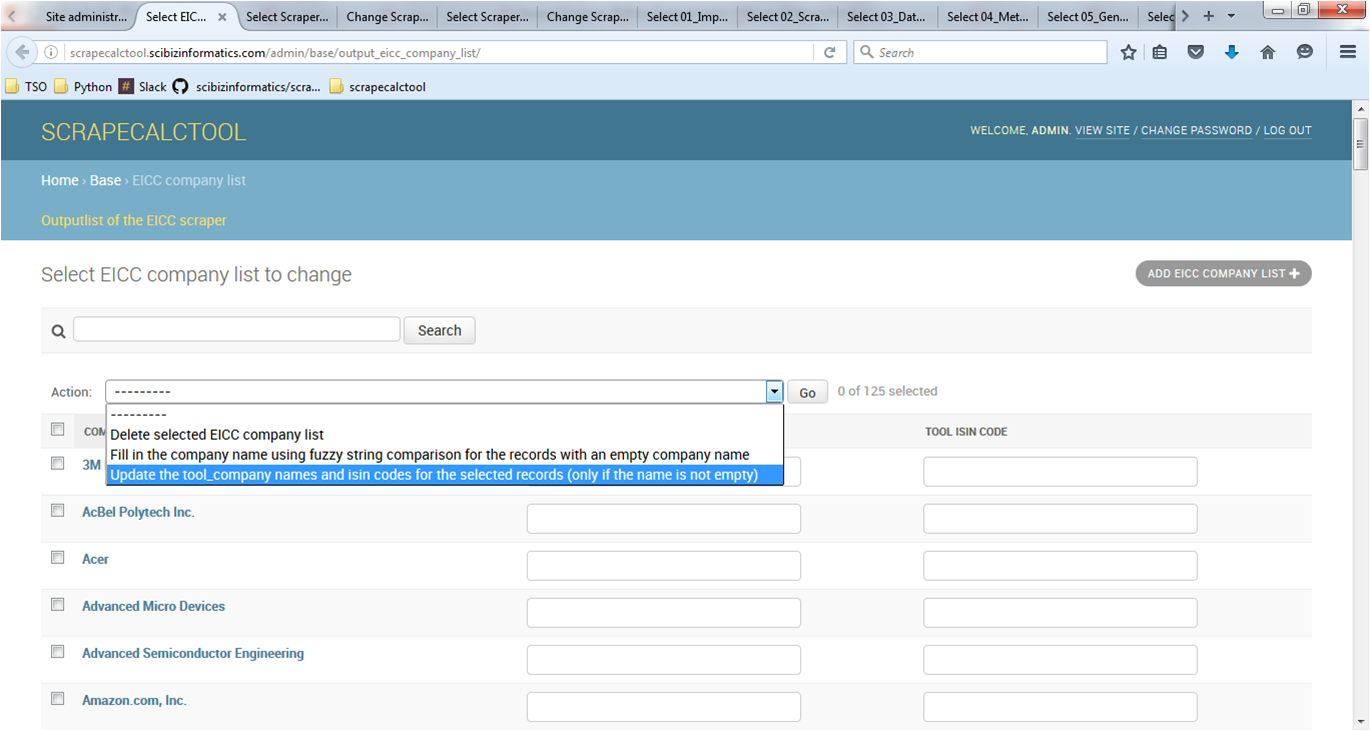 Site administr... Select EIC... Select Scraper... Change Scrap... Select Scraper... Change Scrap... Select 01_Imp... Select 02_Scra... Select 03_Dat... Select 04_Met... Select 05_Gen... Selec
scrapecalctool.scibizinformatics.com/admin/base/output_eicc_company_list/ Search
TSO Python Slack scibizinformatics/scra... scrapecalctool
SCRAPECALCTOOL
WELCOME, ADMIN. VIEW SITE / CHANGE PASSWORD / LOG OUT
Home › Base › EICC company list
Outputlist of the EICC scraper
Select EICC company list to change
ADD EICC COMPANY LIST +
Search
Action: --------- Go 0 of 125 selected
---------
Delete selected EICC company list
COM TOOL ISIN CODE
Fill in the company name using fuzzy string comparison for the records with an empty company name
3M
Update the tool_company names and isin codes for the selected records (only if the name is not empty)
AcBel Polytech Inc.
Acer
Advanced Micro Devices
Advanced Semiconductor Engineering
Amazon.com, Inc.